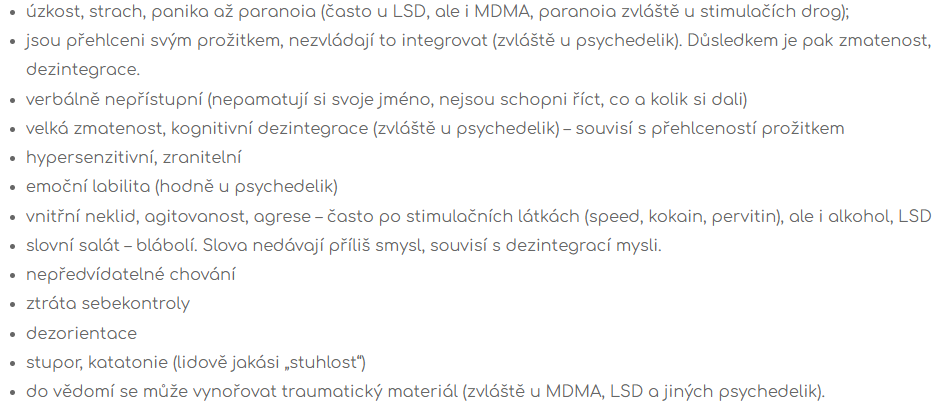 • úzkost, strach, panika až paranoia (často u LSD, ale i MDMA, paranoia zvláště u stimulačích drog);
• jsou přehlceni svým prožitkem, nezvládají to integrovat (zvláště u psychedelik). Důsledkem je pak zmatenost,
dezintegrace.
• verbálně nepřístupní (nepamatují si svoje jméno, nejsou schopni říct, co a kolik si dali)
• velká zmatenost, kognitivní dezintegrace (zvláště u psychedelik) – souvisí s přehlceností prožitkem
• hypersenzitivní, zranitelní
• emoční labilita (hodně u psychedelik)
• vnitřní neklid, agitovanost, agrese – často po stimulačních látkách (speed, kokain, pervitin), ale i alkohol, LSD
• slovní salát – blábolí. Slova nedávají příliš smysl, souvisí s dezintegrací mysli.
• nepředvídatelné chování
• ztráta sebekontroly
• dezorientace
• stupor, katatonie (lidově jakási „stuhlost“)
• do vědomí se může vynořovat traumatický materiál (zvláště u MDMA, LSD a jiných psychedelik).